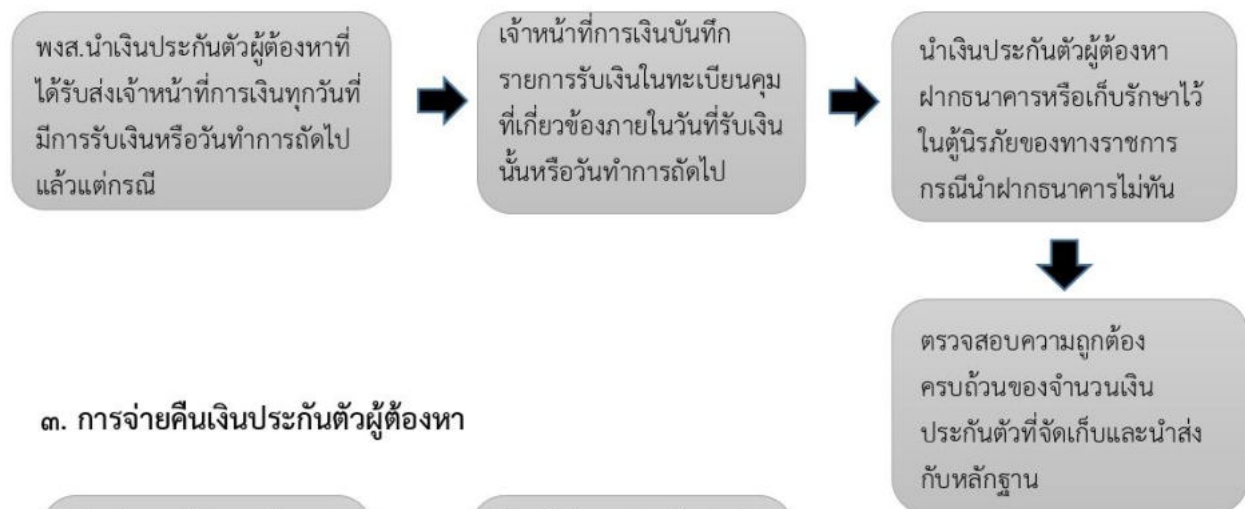 พงส.นำเงินประกันตัวผู้ต้องหาที่
ได้รับส่งเจ้าหน้าที่การเงินทุกวันที่
มีการรับเงินหรือวันทำการถัดไป
แล้วแต่กรณี
เจ้าหน้าที่การเงินบันทึก
รายการรับเงินในทะเบียนคุม
ที่เกี่ยวข้องภายในวันที่รับเงิน
นั้นหรือวันทำการถัดไป
นำเงินประกันตัวผู้ต้องหา
ฝากธนาคารหรือเก็บรักษาไว้
ในตู้นิรภัยของทางราชการ
กรณีนำฝากธนาคารไม่ทัน
ตรวจสอบความถูกต้อง
ครบถ้วนของจำนวนเงิน
ประกันตัวที่จัดเก็บและนำส่ง
กับหลักฐาน
๓. การจ่ายคืนเงินประกันตัวผู้ต้องหา